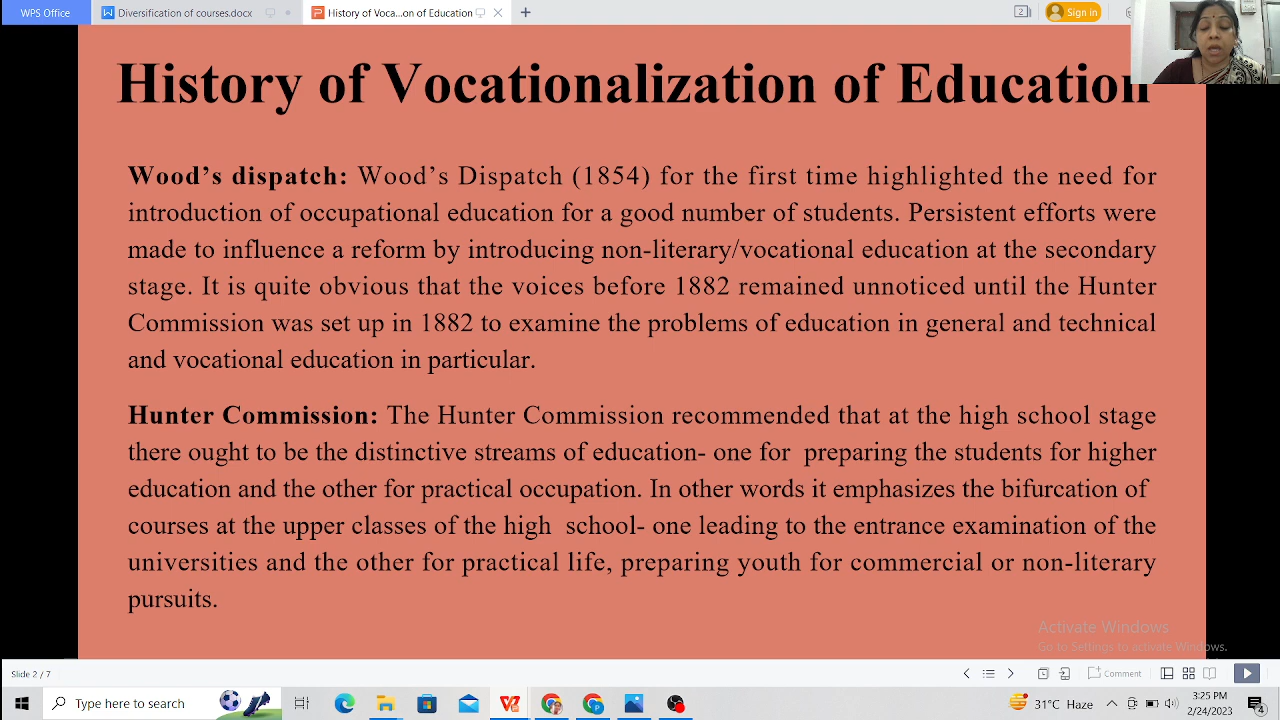 WPS Office
Diversification of courses.docx
History of Voca...on of Education
2
Sign in
History of Vocationalization of Education
Wood's dispatch: Wood's Dispatch (1854) for the first time highlighted the need for
introduction of occupational education for a good number of students. Persistent efforts were
made to influence a reform by introducing non-literary/vocational education at the secondary
stage. It is quite obvious that the voices before 1882 remained unnoticed until the Hunter
Commission was set up in 1882 to examine the problems of education in general and technical
and vocational education in particular.
Hunter Commission: The Hunter Commission recommended that at the high school stage
there ought to be the distinctive streams of education- one for preparing the students for higher
education and the other for practical occupation. In other words it emphasizes the bifurcation of
courses at the upper classes of the high school- one leading to the entrance examination of the
universities and the other for practical life, preparing youth for commercial or non-literary
pursuits.
Activate Windows
Go to Settings to activate Windows.
Slide 2 / 7
Comment
Type here to search
31°C Haze
3:25 PM
2/24/2023
4